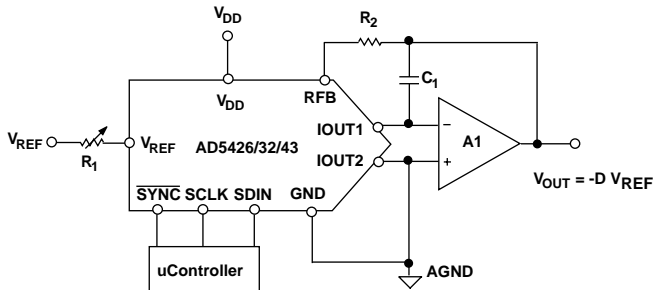 VDD
R2
VDD
RFB
C1
IOUT1
A1
VREF
R1
VREF
AD5426/32/43
IOUT2
VOUT = -D VREF
SYNC SCLK SDIN GND
uController
AGND